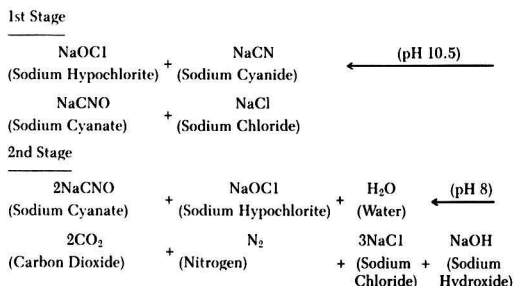 1st Stage
NaOCl + NaCN (pH 10.5)
(Sodium Hypochlorite) (Sodium Cyanide)
NaCNO + NaCl
(Sodium Cyanate) (Sodium Chloride)
2nd Stage
2NaCNO + NaOCl + H₂O (pH 8)
(Sodium Cyanate) (Sodium Hypochlorite) (Water)
2CO₂ + N₂ 3NaCl NaOH
(Carbon Dioxide) (Nitrogen) + (Sodium + (Sodium
Chloride) Hydroxide)